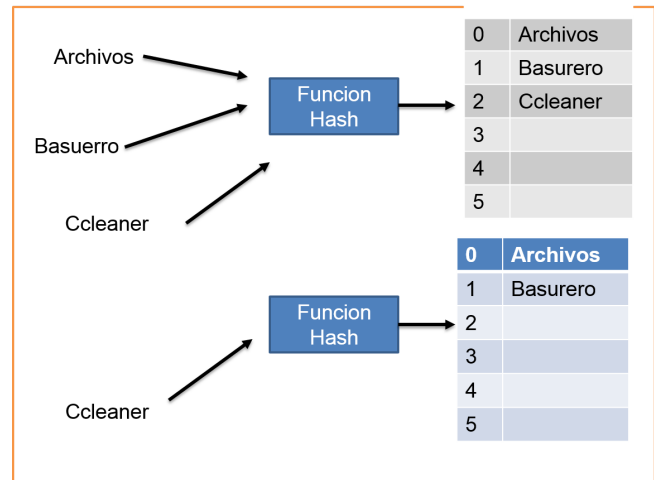 Archivos
Basuerro
Ccleaner
Funcion
Hash
0 Archivos
1 Basurero
2 Ccleaner
3
4
5
Ccleaner
Funcion
Hash
0 Archivos
1 Basurero
2
3
4
5